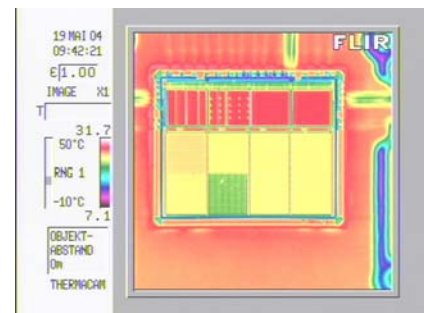 19 MAI 04
09:42:21
ε 1.00
IMAGE X1
T
31.7
50°C
RNG 1
-10°C
7.1
OBJEKT-
ABSTAND
0m
THERMACAM
FLIR